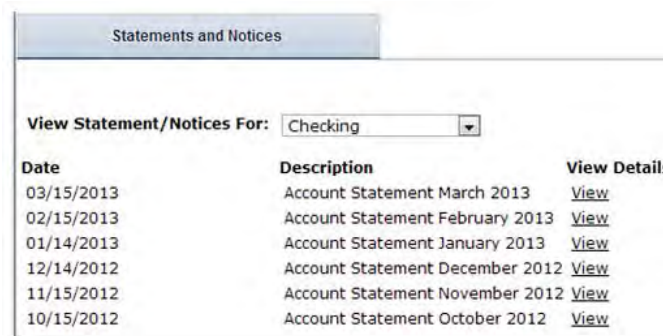 Statements and Notices
View Statement/Notices For: Checking
Date Description View Details
03/15/2013 Account Statement March 2013 View
02/15/2013 Account Statement February 2013 View
01/14/2013 Account Statement January 2013 View
12/14/2012 Account Statement December 2012 View
11/15/2012 Account Statement November 2012 View
10/15/2012 Account Statement October 2012 View